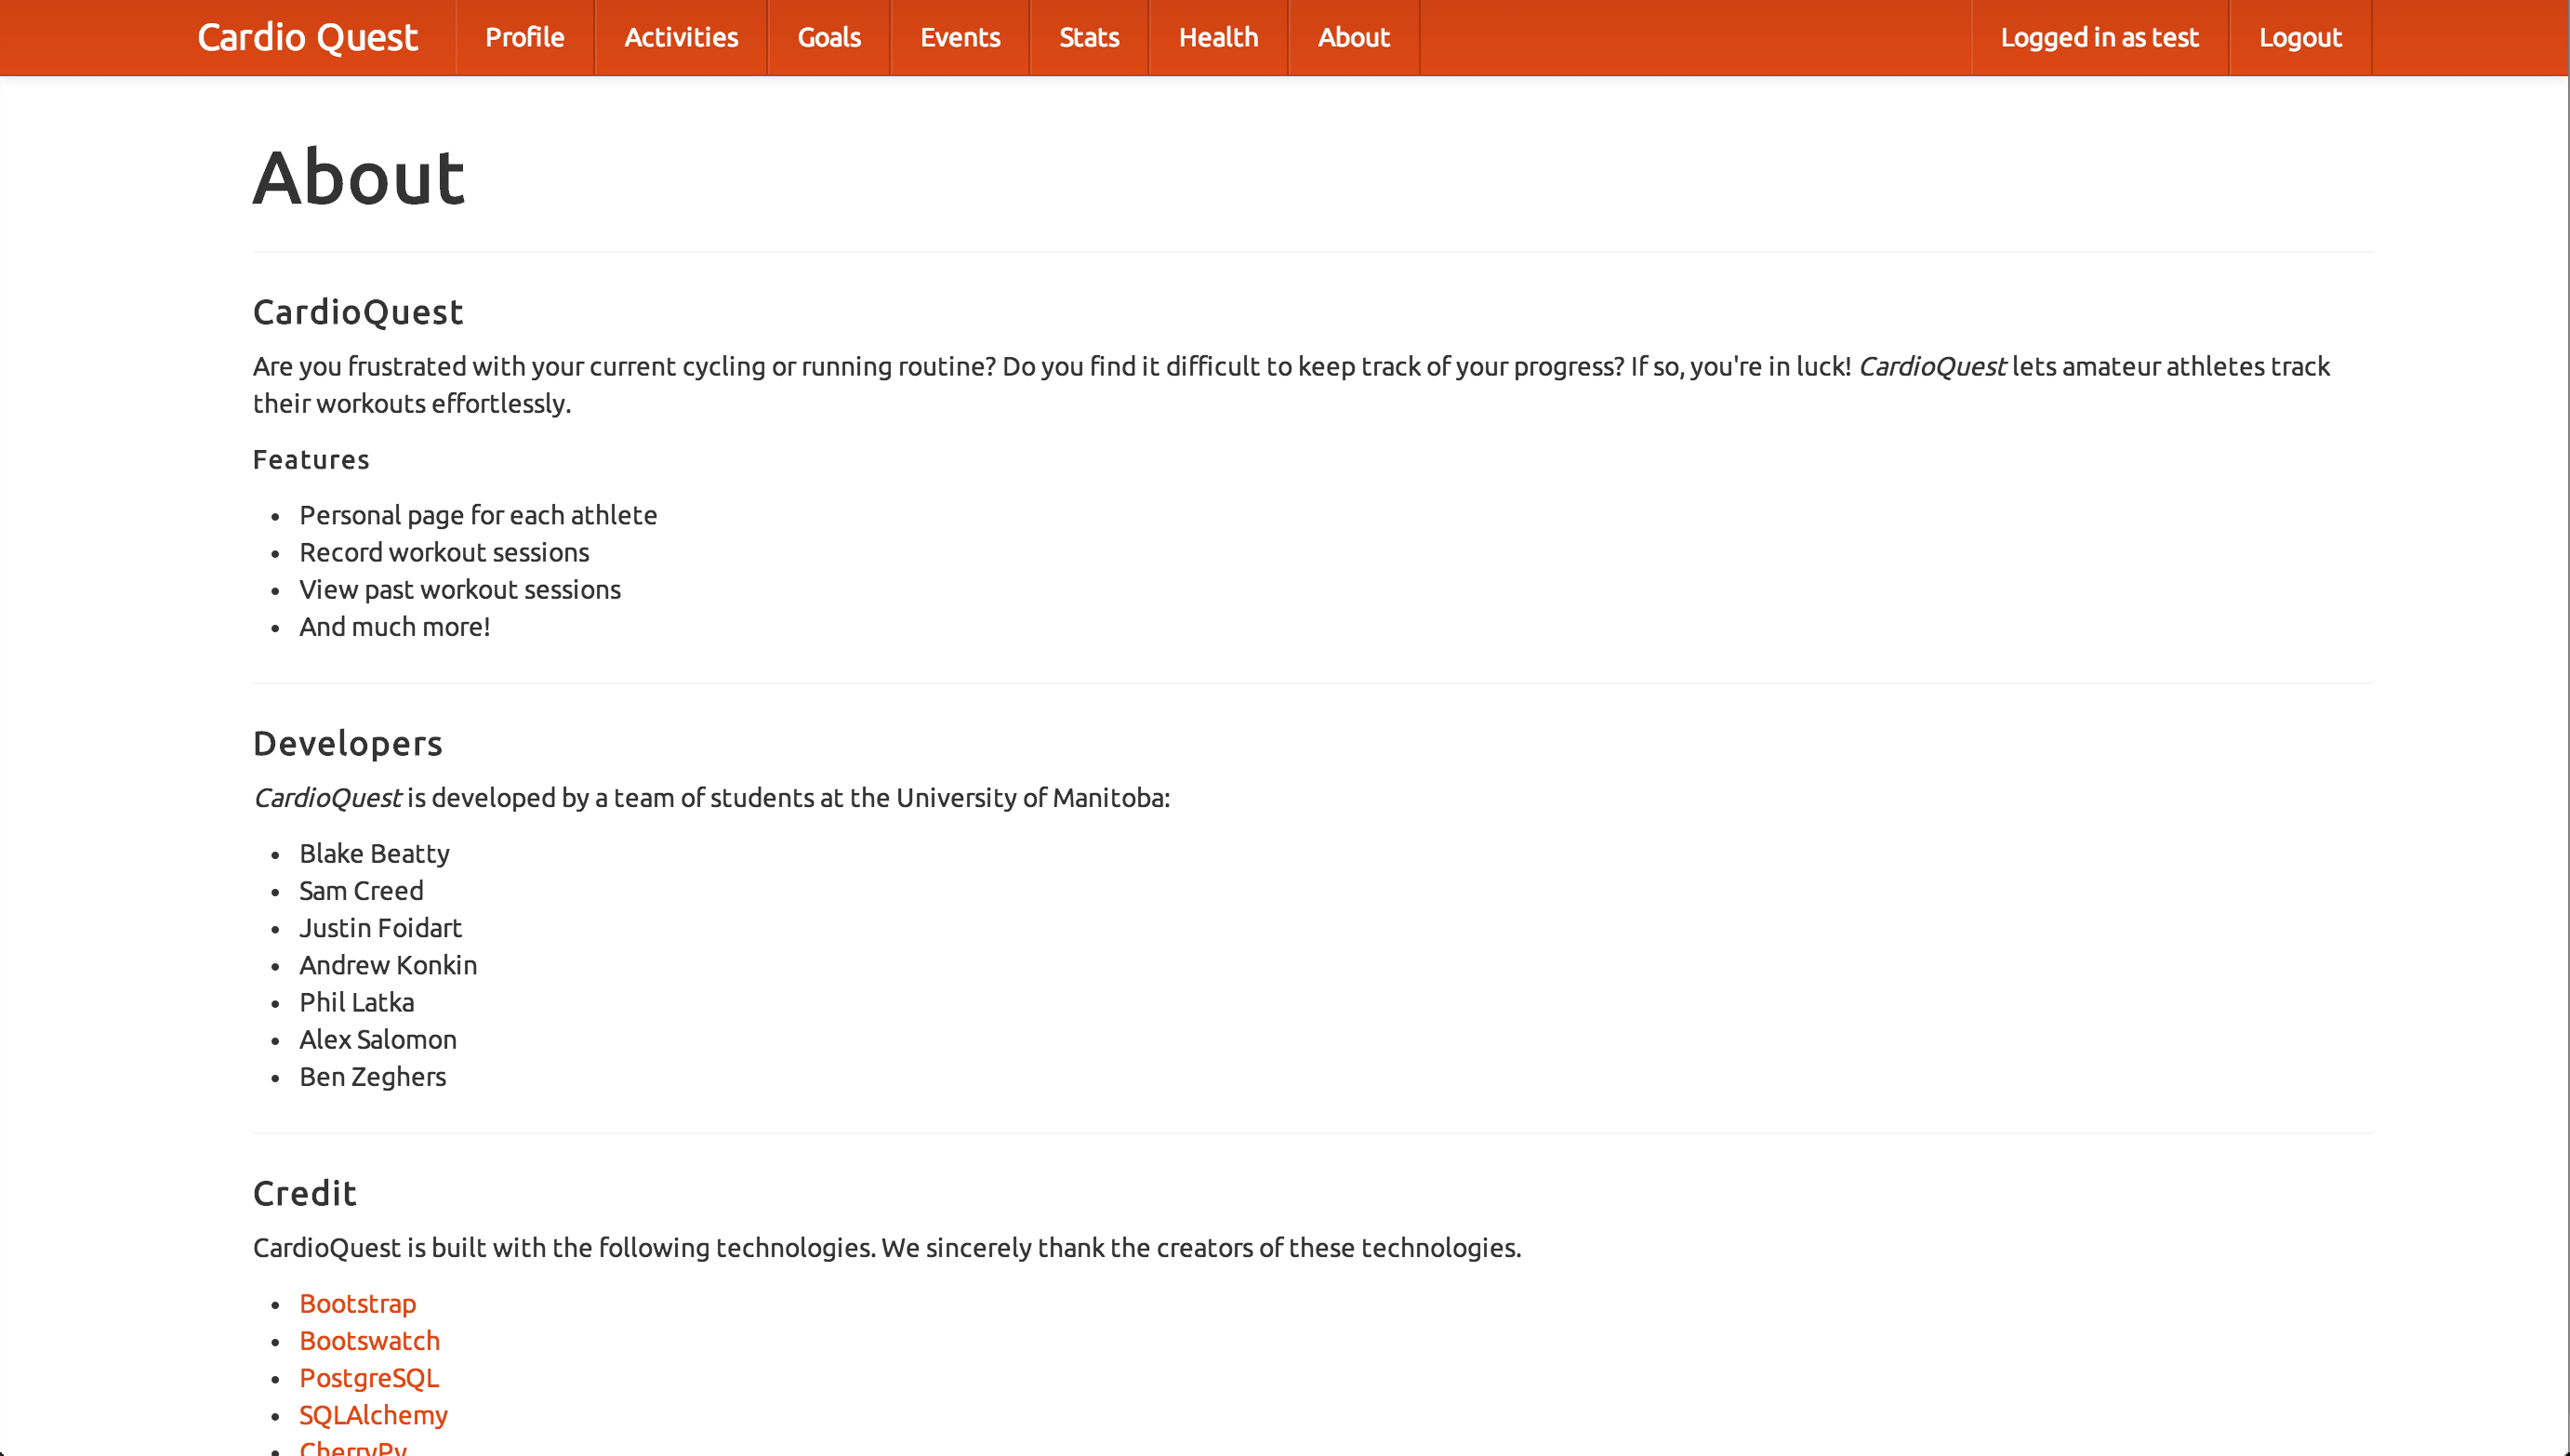 Cardio Quest Profile Activities Goals Events Stats Health About Logged in as test Logout
About
CardioQuest
Are you frustrated with your current cycling or running routine? Do you find it difficult to keep track of your progress? If so, you're in luck! CardioQuest lets amateur athletes track
their workouts effortlessly.
Features
• Personal page for each athlete
• Record workout sessions
• View past workout sessions
• And much more!
Developers
CardioQuest is developed by a team of students at the University of Manitoba:
• Blake Beatty
• Sam Creed
• Justin Foidart
• Andrew Konkin
• Phil Latka
• Alex Salomon
• Ben Zeghers
Credit
CardioQuest is built with the following technologies. We sincerely thank the creators of these technologies.
• Bootstrap
• Bootswatch
• PostgreSQL
• SQLAlchemy
• CherryPy